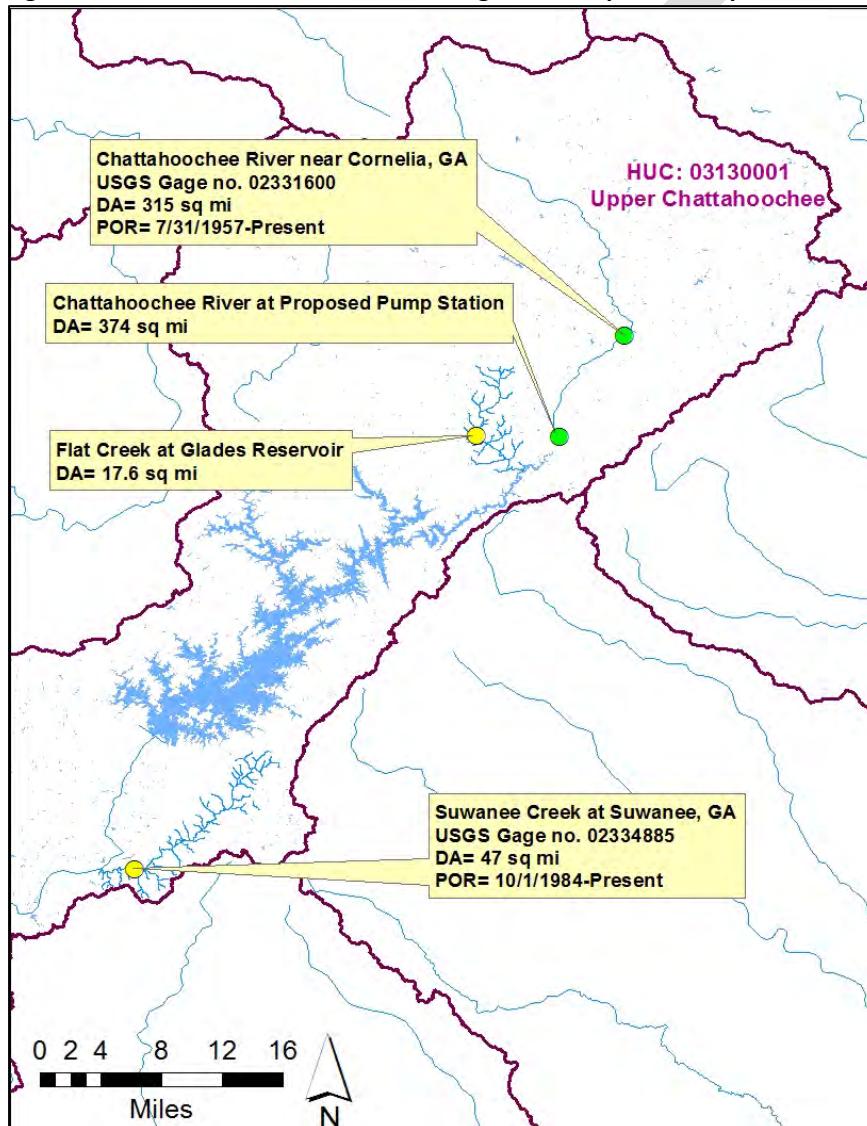 Chattahoochee River near Cornelia, GA
USGS Gage no. 02331600
DA= 315 sq mi
POR= 7/31/1957-Present
HUC: 03130001
Upper Chattahoochee
Chattahoochee River at Proposed Pump Station
DA= 374 sq mi
Flat Creek at Glades Reservoir
DA= 17.6 sq mi
Suwanee Creek at Suwanee, GA
USGS Gage no. 02334885
DA= 47 sq mi
POR= 10/1/1984-Present
0 2 4 8 12 16
Miles
N